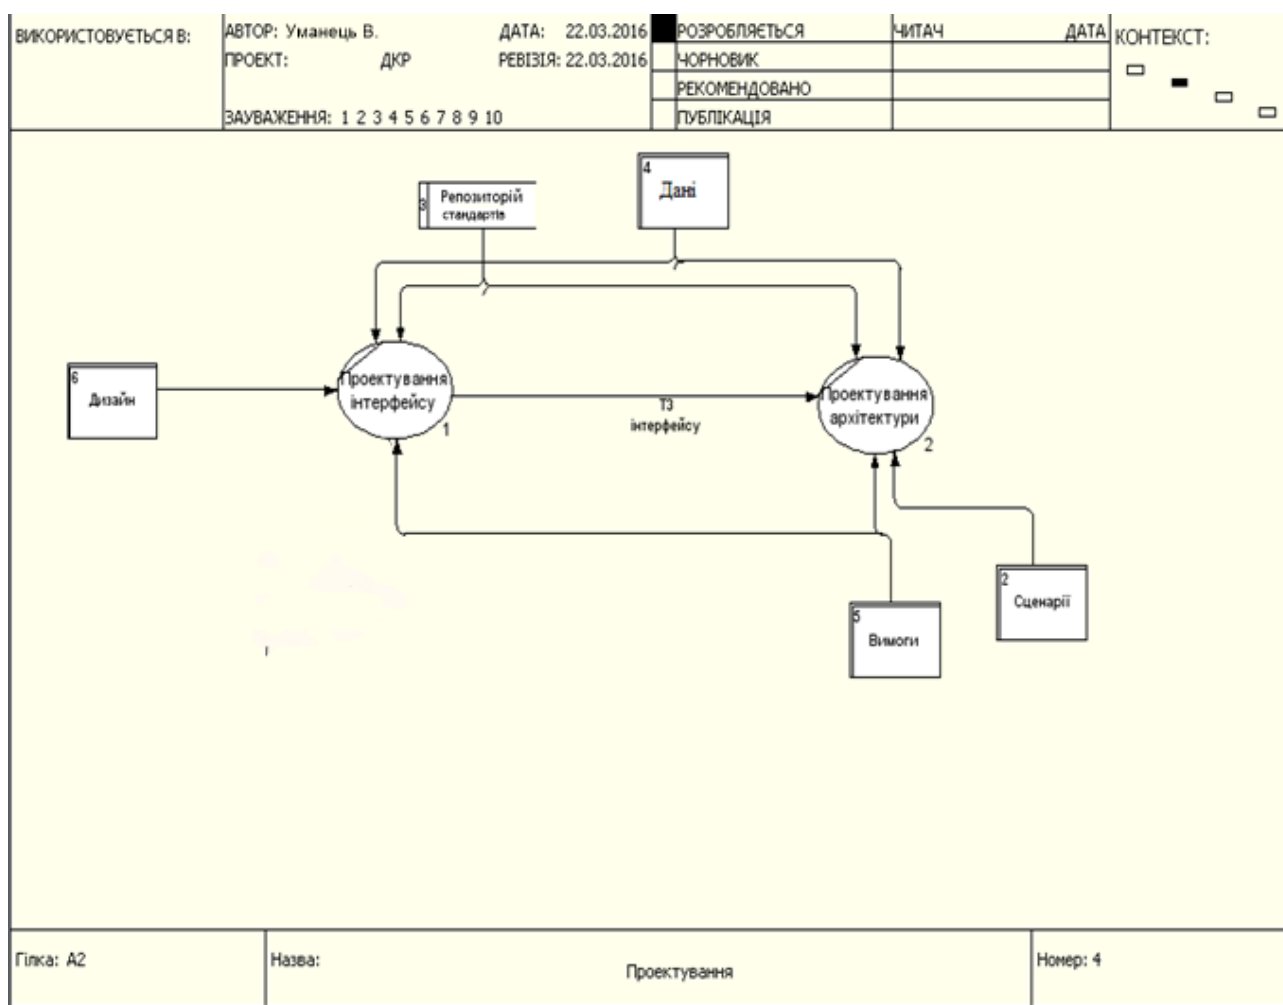 ВИКОРИСТОВУЄТЬСЯ В:
АВТОР: Уманець В.
ДАТА: 22.03.2016
ПРОЕКТ: ДКР
РЕВІЗІЯ: 22.03.2016
ЗАУВАЖЕННЯ: 1 2 3 4 5 6 7 8 9 10
РОЗРОБЛЯЄТЬСЯ
ЧОРНОВИК
РЕКОМЕНДОВАНО
ПУБЛІКАЦІЯ
ЧИТАЧ
ДАТА
КОНТЕКСТ:
4
Дані
3
Репозиторій
стандартів
6
Дизайн
Проектування
інтерфейсу
1
ТЗ
інтерфейсу
Проектування
архітектури
2
2
Сценарії
5
Вимоги
Гілка: А2
Назва:
Проектування
Номер: 4